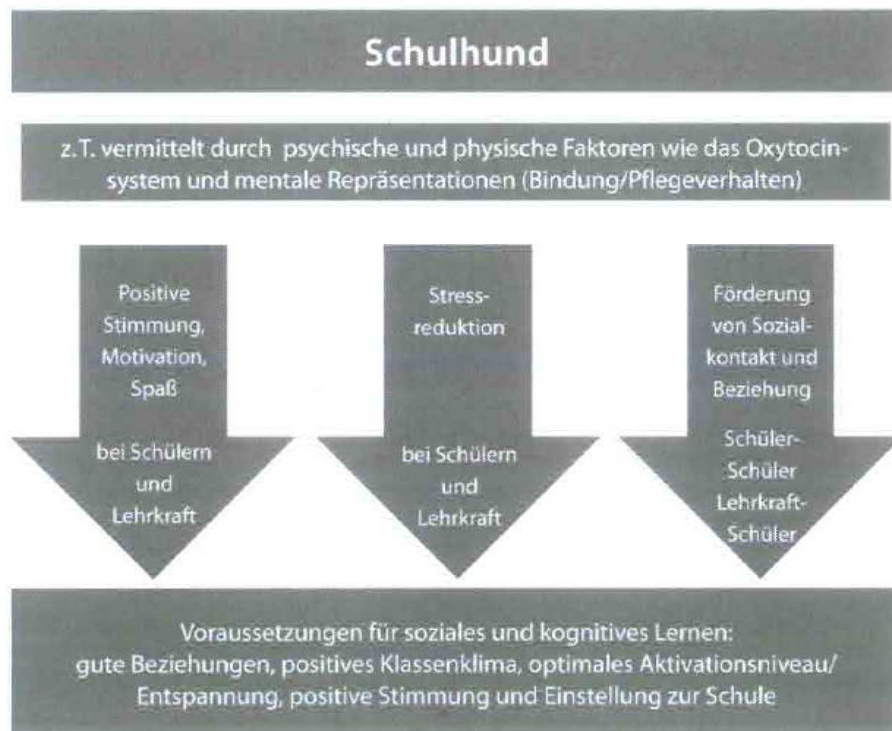 Schulhund
z.T. vermittelt durch psychische und physische Faktoren wie das Oxytocin-
system und mentale Repräsentationen (Bindung/Pflegeverhalten)
Positive
Stimmung,
Motivation,
Spaß
bei Schülern
und
Lehrkraft
Stress-
reduktion
bei Schülern
und
Lehrkraft
Förderung
von Sozial-
kontakt und
Beziehung
Schüler-
Schüler
Lehrkraft-
Schüler
Voraussetzungen für soziales und kognitives Lernen:
gute Beziehungen, positives Klassenklima, optimales Aktivationsniveau/
Entspannung, positive Stimmung und Einstellung zur Schule